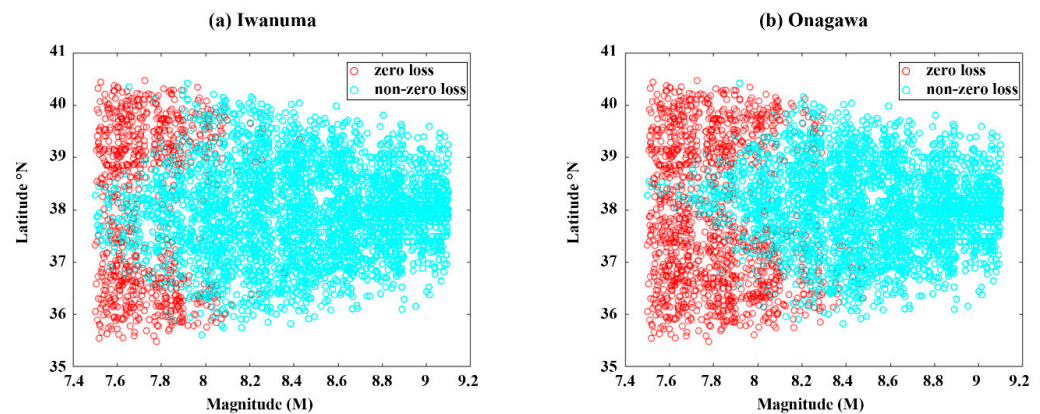 (a) Iwanuma
41
40
39
38
37
36
35
7.4 7.6 7.8 8 8.2 8.4 8.6 8.8 9 9.2
Latitude °N
Magnitude (M)
zero loss
non-zero loss
(b) Onagawa
41
40
39
38
37
36
35
7.4 7.6 7.8 8 8.2 8.4 8.6 8.8 9 9.2
Latitude °N
Magnitude (M)
zero loss
non-zero loss